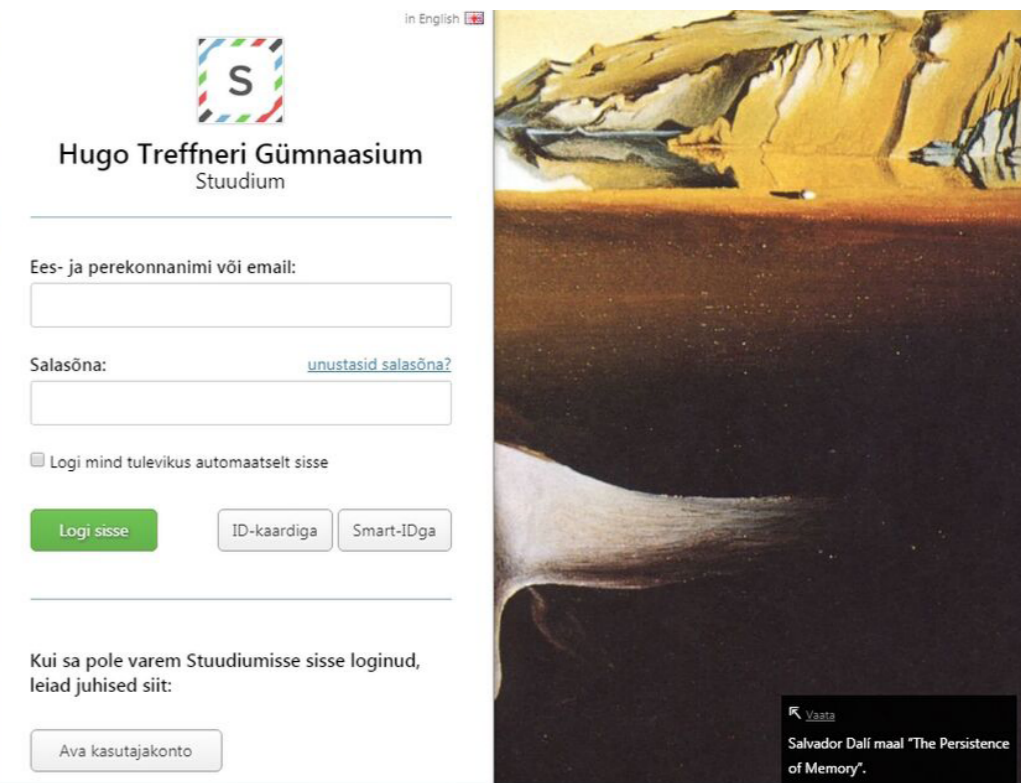 in English
S
Hugo Treffneri Gümnaasium
Stuudium
Ees- ja perekonnanimi või email:
Salasõna: unustasid salasõna?
Logi mind tulevikus automaatselt sisse
Logi sisse ID-kaardiga Smart-IDga
Kui sa pole varem Stuudiumisse sisse loginud,
leiad juhised siit:
Ava kasutajakonto
Vaata
Salvador Dalí maal "The Persistence
of Memory".